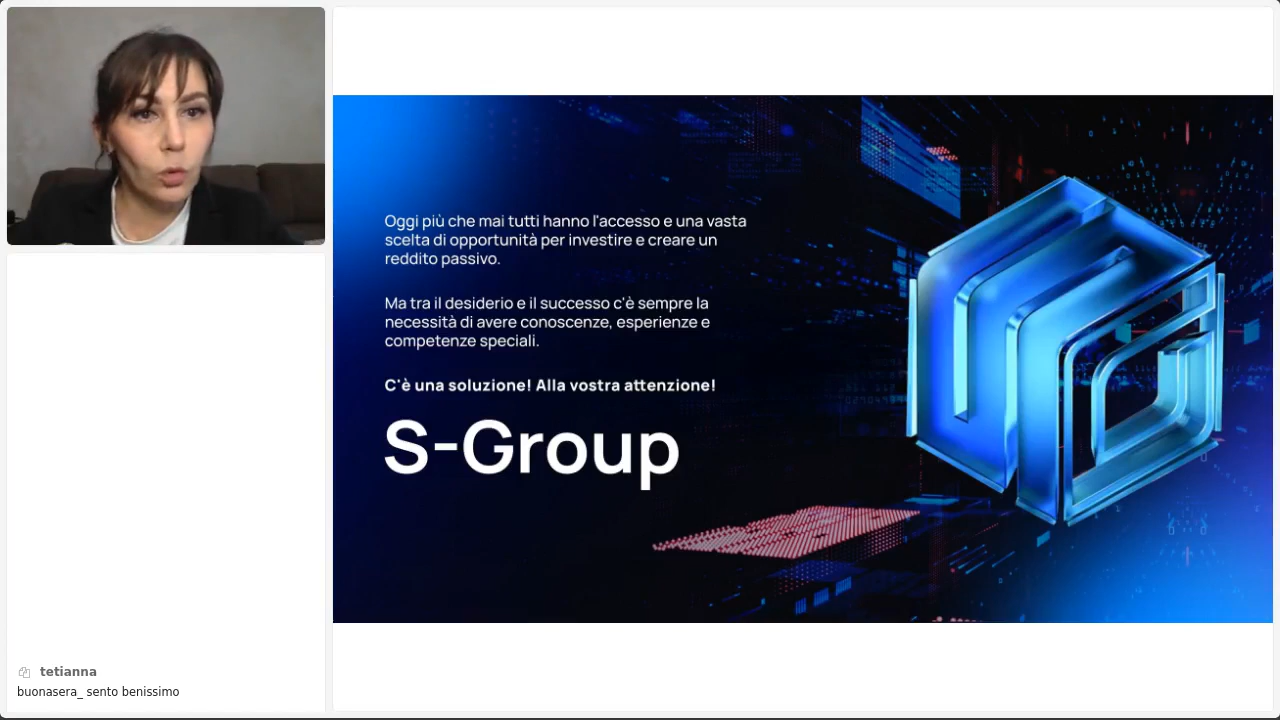 Oggi più che mai tutti hanno l'accesso e una vasta
scelta di opportunità per investire e creare un
reddito passivo.
Ma tra il desiderio e il successo c'è sempre la
necessità di avere conoscenze, esperienze e
competenze speciali.
C'è una soluzione! Alla vostra attenzione!
S-Group
tetianna
buonasera_ sento benissimo